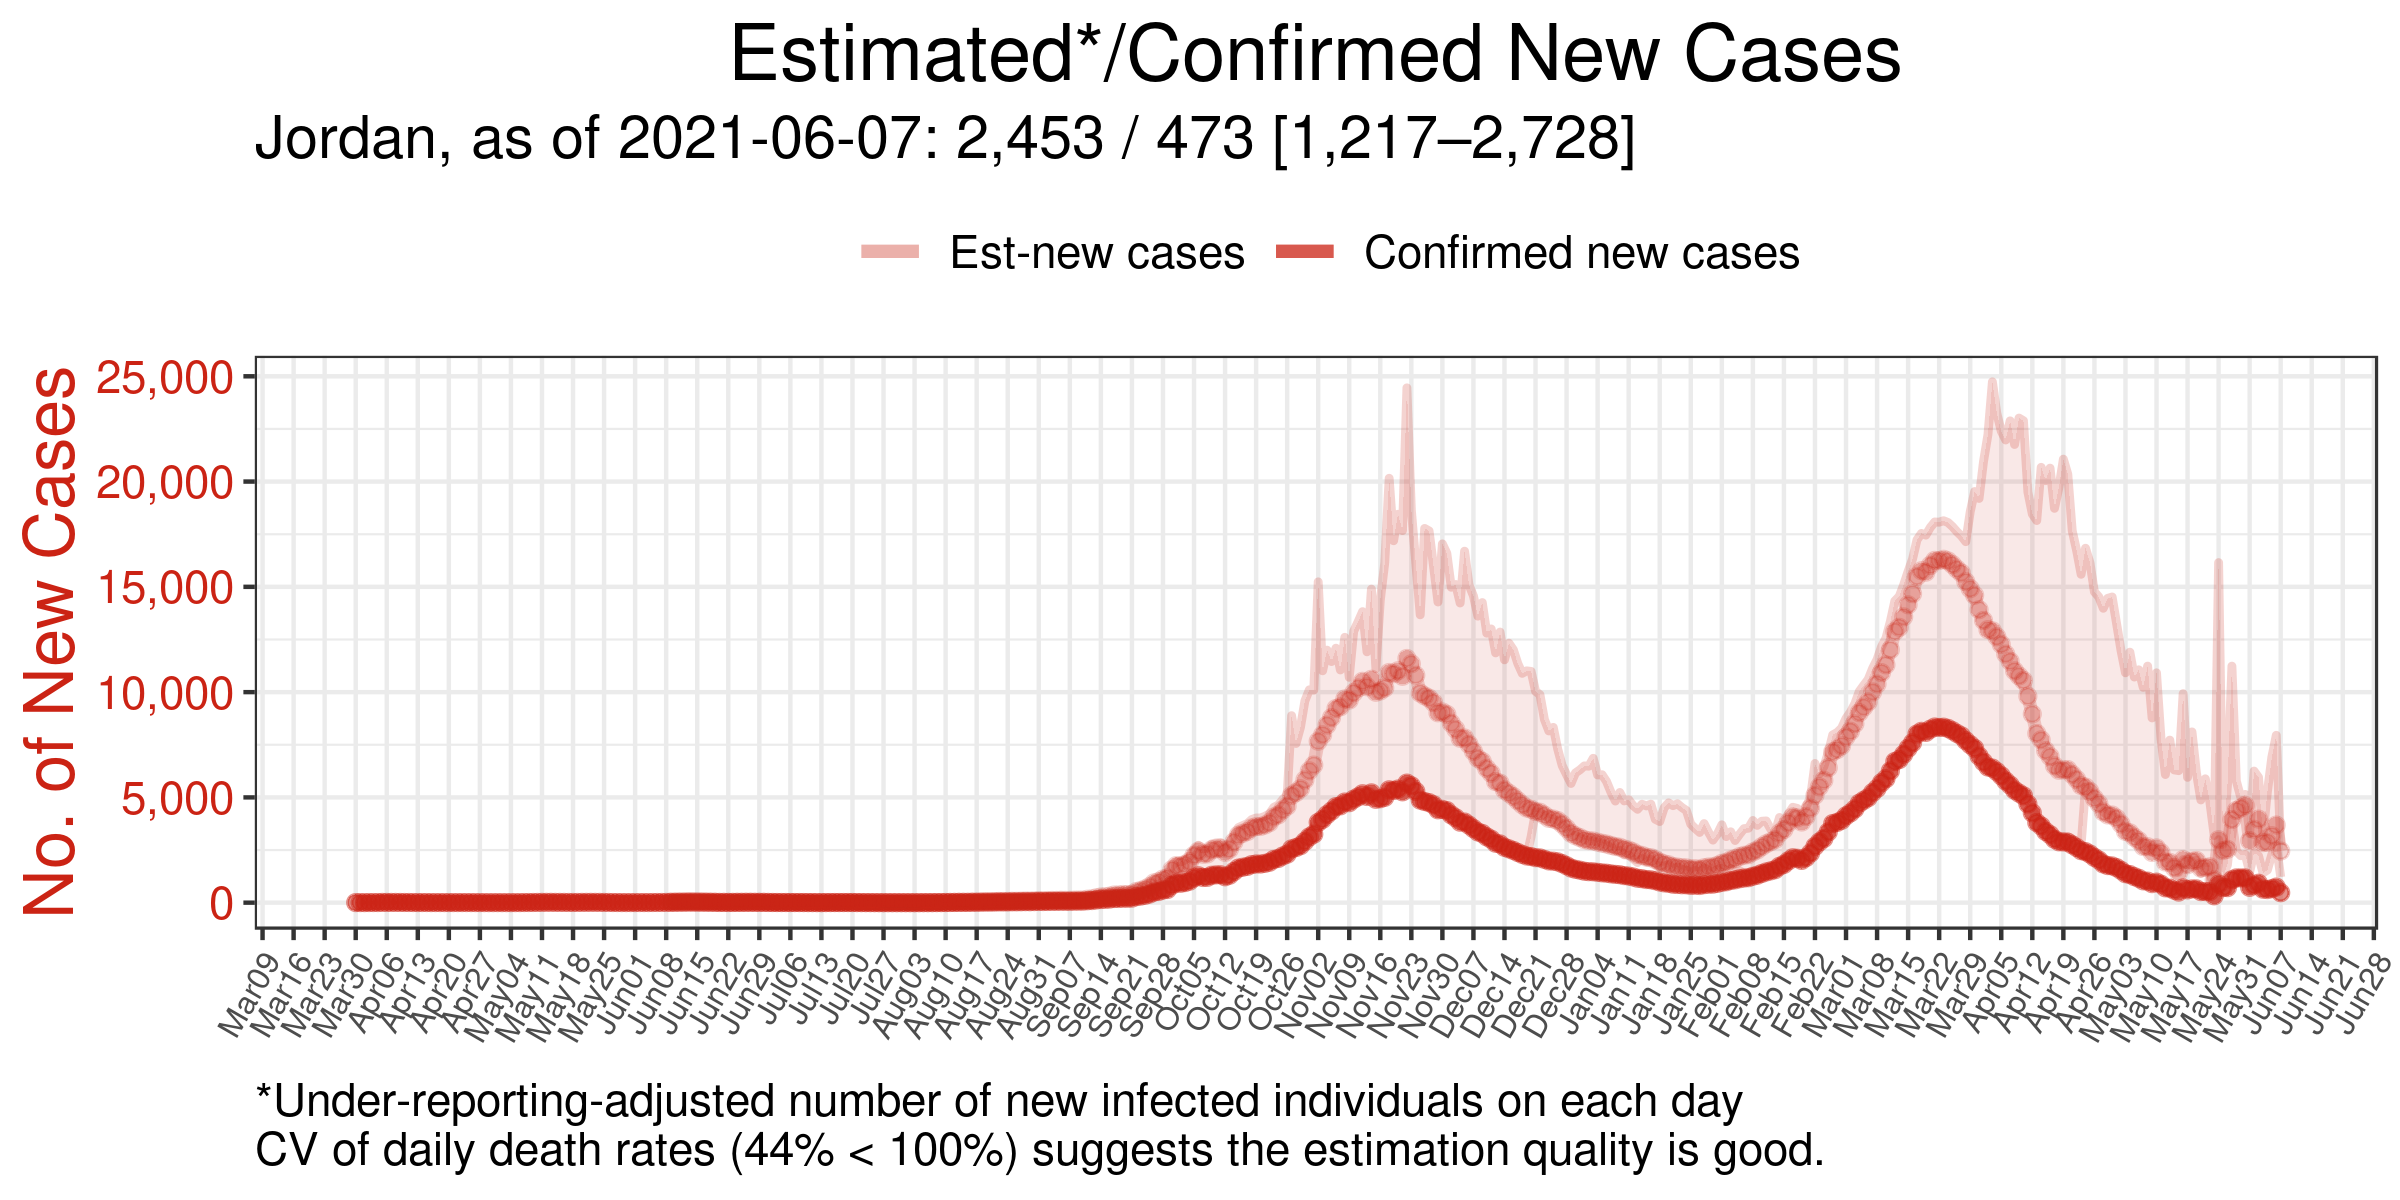 Estimated*/Confirmed New Cases
Jordan, as of 2021-06-07: 2,453 / 473 [1,217–2,728]
Est-new cases
Confirmed new cases
No. of New Cases
25,000
20,000
15,000
10,000
5,000
0
Mar09
Mar16
Mar23
Mar30
Apr06
Apr13
Apr20
Apr27
May04
May11
May18
May25
Jun01
Jun08
Jun15
Jun22
Jun29
Jul06
Jul13
Jul20
Jul27
Aug03
Aug10
Aug17
Aug24
Aug31
Sep07
Sep14
Sep21
Sep28
Oct05
Oct12
Oct19
Oct26
Nov02
Nov09
Nov16
Nov23
Nov30
Dec07
Dec14
Dec21
Dec28
Jan04
Jan11
Jan18
Jan25
Feb01
Feb08
Feb15
Feb22
Mar01
Mar08
Mar15
Mar22
Mar29
Apr05
Apr12
Apr19
Apr26
May03
May10
May17
May24
May31
Jun07
Jun14
Jun21
Jun28
*Under-reporting-adjusted number of new infected individuals on each day
CV of daily death rates (44% < 100%) suggests the estimation quality is good.